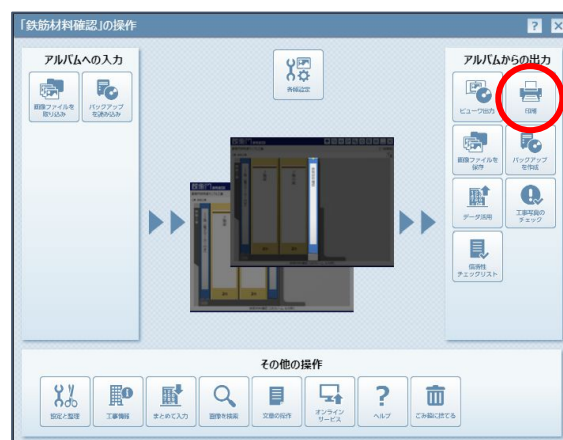 「鉄筋材料確認」の操作
?
アルバムへの入力
画像ファイルを
取り込み
バックアップ
を読み込み
各種設定
アルバムからの出力
ビューワ出力
印刷
画像ファイルを
保存
バックアップ
を作成
データ活用
工事写真の
チェック
信憑性
チェックリスト
その他の操作
設定と整理
工事情報
まとめて入力
画像を検索
文章の操作
オンライン
サービス
?
ヘルプ
ごみ箱に捨てる